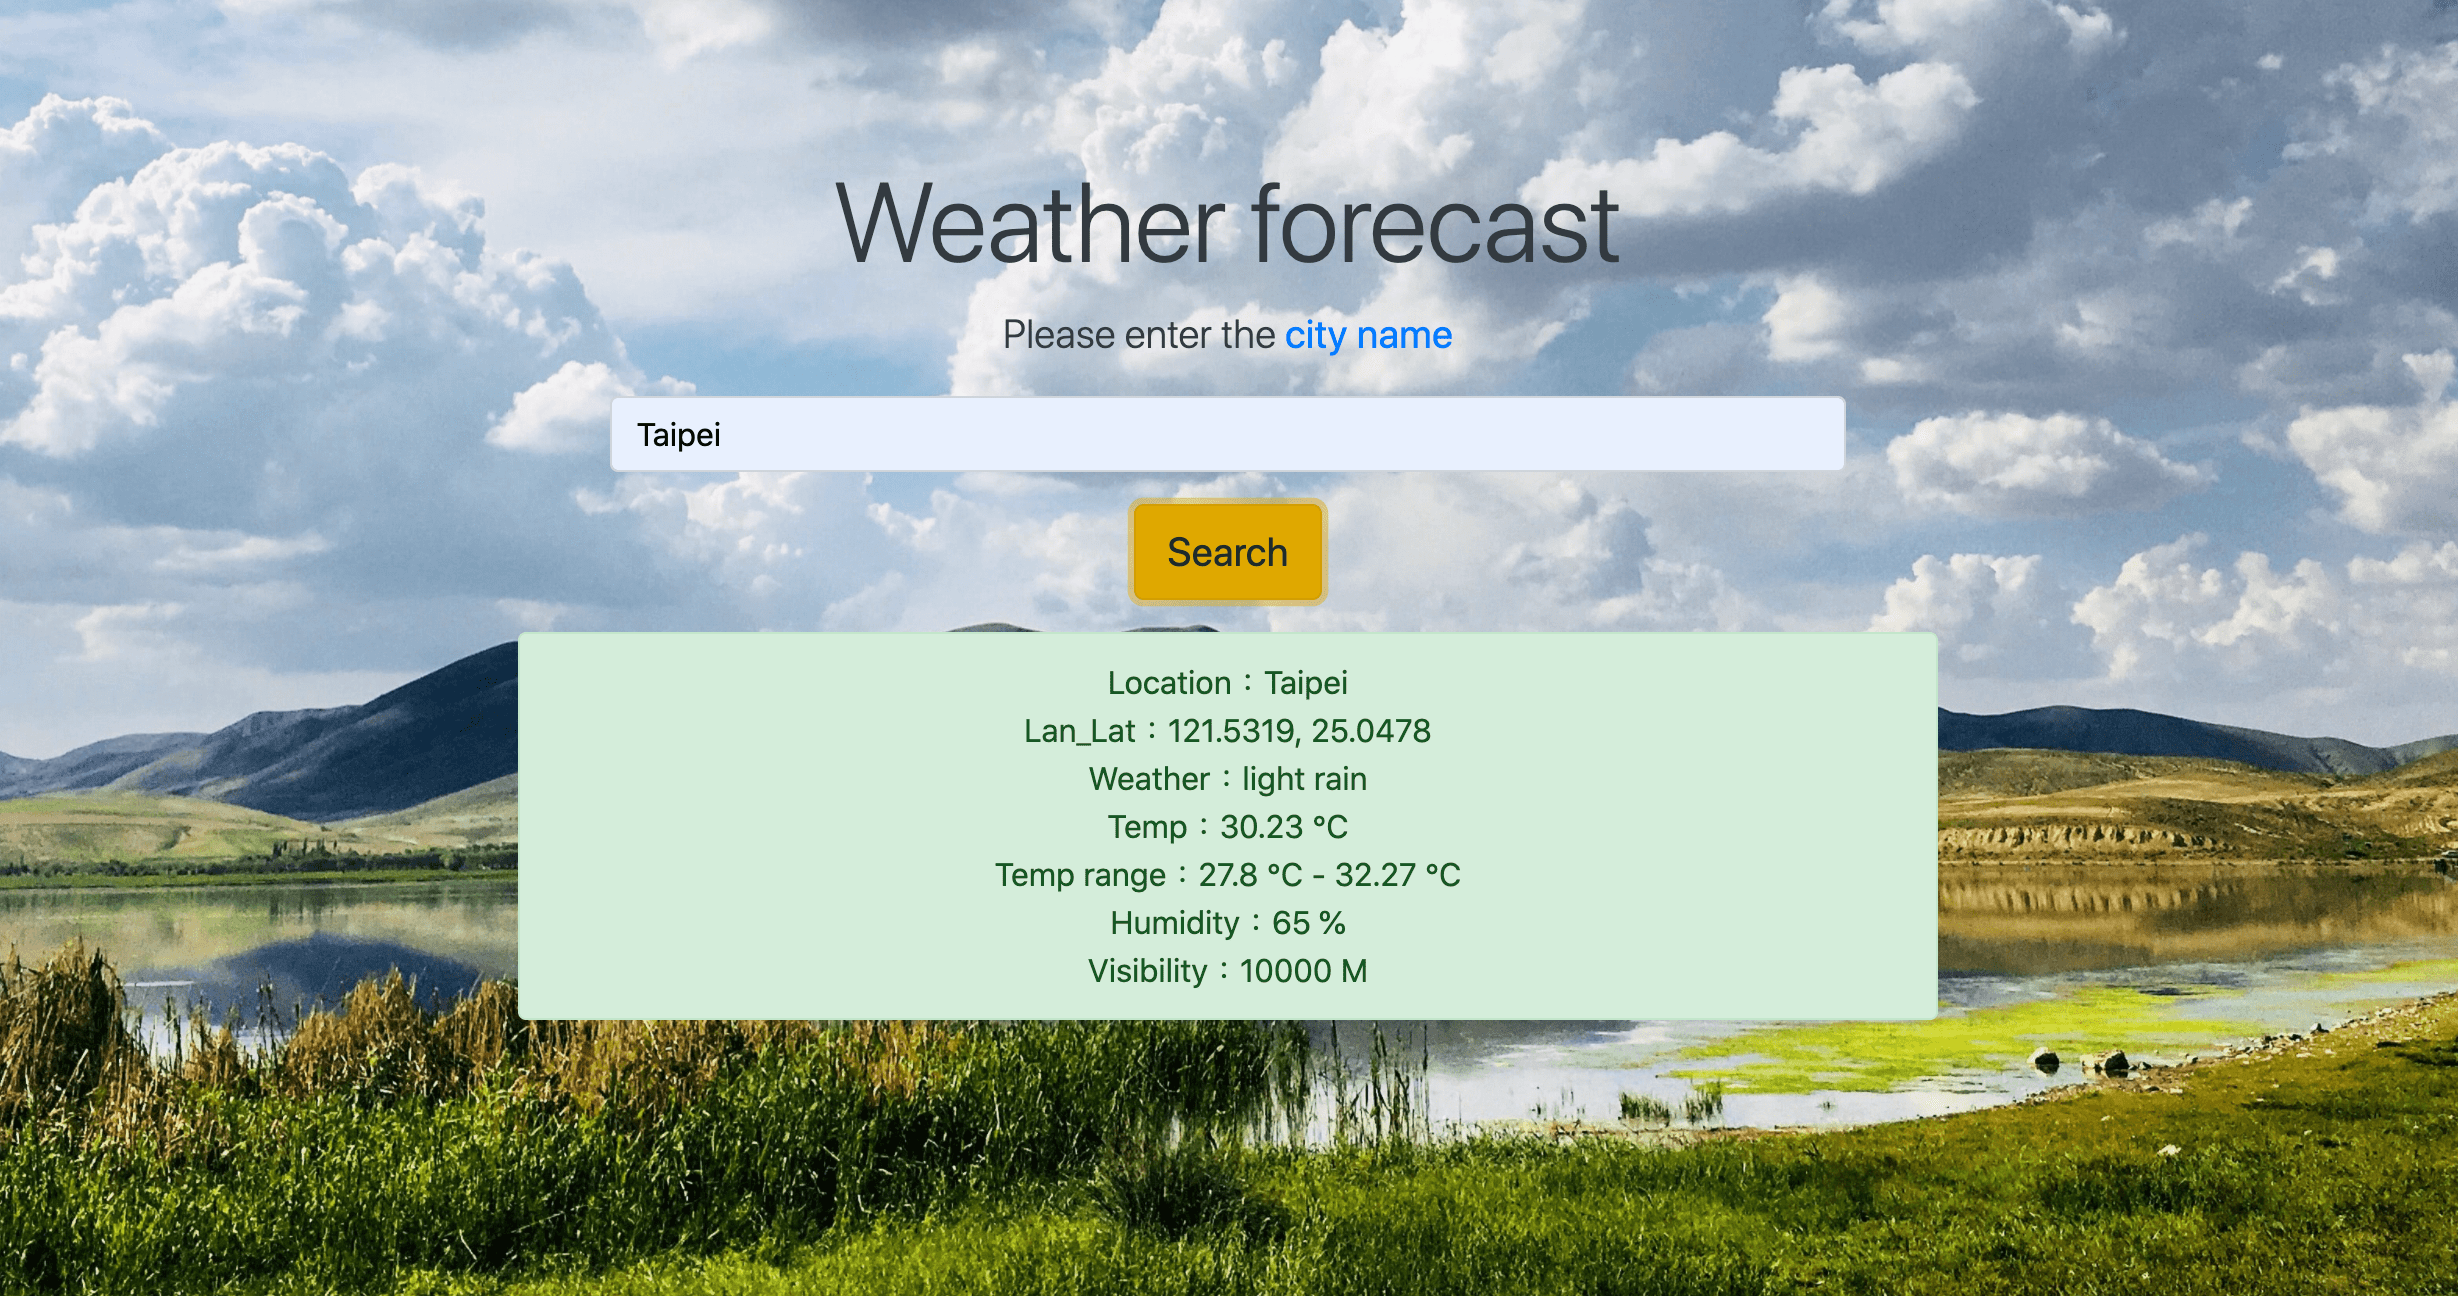 Weather forecast
Please enter the city name
Taipei
Search
Location：Taipei
Lan_Lat：121.5319, 25.0478
Weather：light rain
Temp：30.23 °C
Temp range：27.8 °C - 32.27 °C
Humidity：65 %
Visibility：10000 M